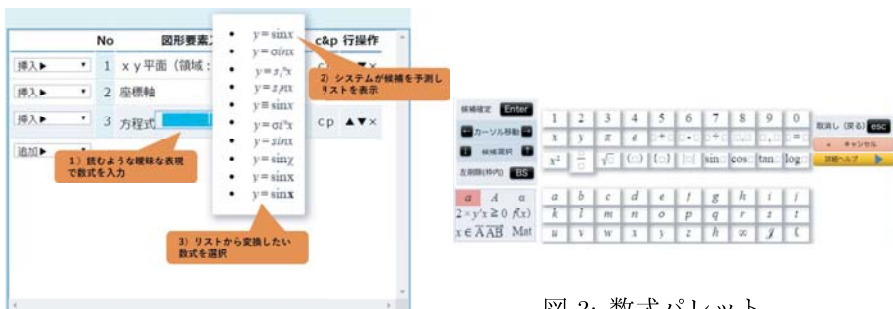 No 図形要素 c&p 行操作
挿入▶ 1 x y 平面（領域：
挿入▶ 2 座標軸
挿入▶ 3 方程式 cp ▲▼×
追加▶
• y = sinx
• y = σinx
• y = sinx
• y = sinx
• y ≡ sinx
• y = sinx
• y = sinχ
• y = sinx
• y = sinx
1）読むような曖昧な表現
で数式を入力
2）システムが候補を予測し
リストを表示
3）リストから変換したい
数式を選択
候補確定 Enter
← カーソル移動 →
↓ 候補選択 ↑
左削除(枠内) BS
1 2 3 4 5 6 7 8 9 0
x y π e □+□ □-□ □÷□ □=□
x² √□ (□) {□} |□| sin□ cos□ tan□ log□
取消し（戻る） esc
× キャンセル
詳細ヘルプ ▶
a A α
2×y'x≧0 f(x)
x∈A AB Mat
a b c d e f g h i j
k l m n o p q r s t
u v w x y z h ∞
図 2: 数式パレット